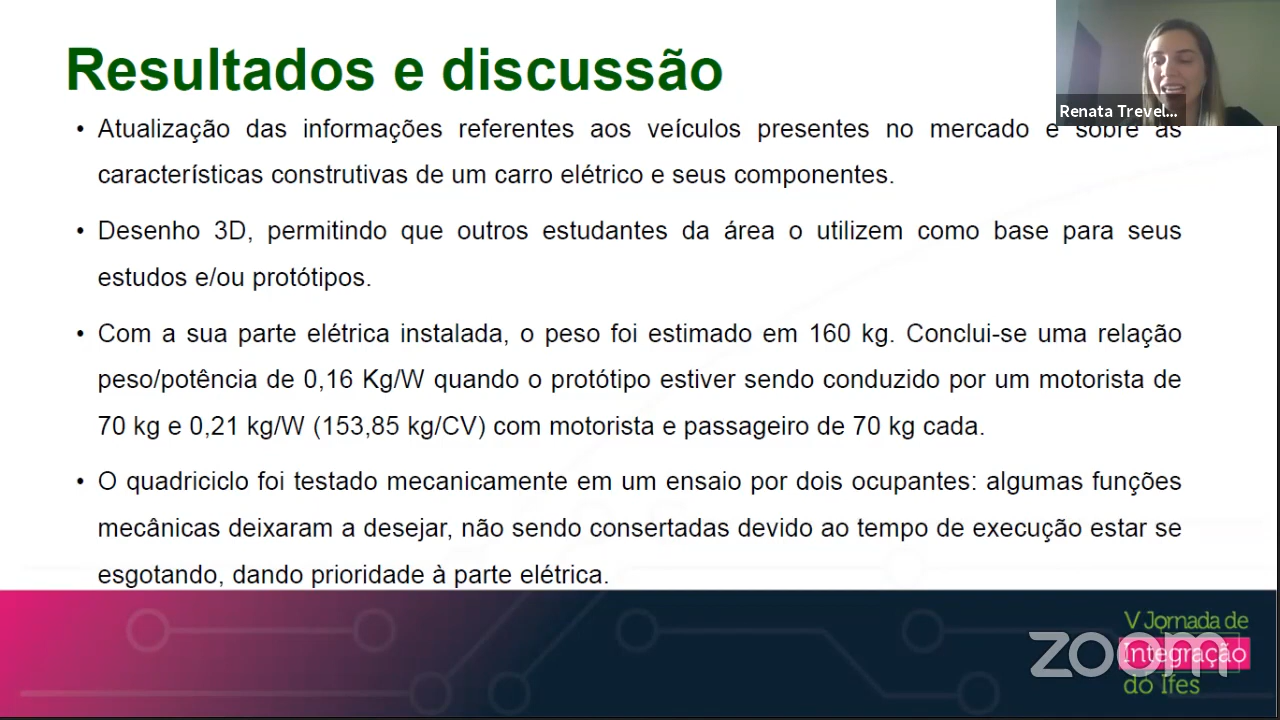 Resultados e discussão
Renata Trevel...
• Atualização das informações referentes aos veículos presentes no mercado e sobre as
características construtivas de um carro elétrico e seus componentes.
• Desenho 3D, permitindo que outros estudantes da área o utilizem como base para seus
estudos e/ou protótipos.
• Com a sua parte elétrica instalada, o peso foi estimado em 160 kg. Conclui-se uma relação
peso/potência de 0,16 Kg/W quando o protótipo estiver sendo conduzido por um motorista de
70 kg e 0,21 kg/W (153,85 kg/CV) com motorista e passageiro de 70 kg cada.
• O quadriciclo foi testado mecanicamente em um ensaio por dois ocupantes: algumas funções
mecânicas deixaram a desejar, não sendo consertadas devido ao tempo de execução estar se
esgotando, dando prioridade à parte elétrica.
V Jornada de
Integração
do Ifes
zoom